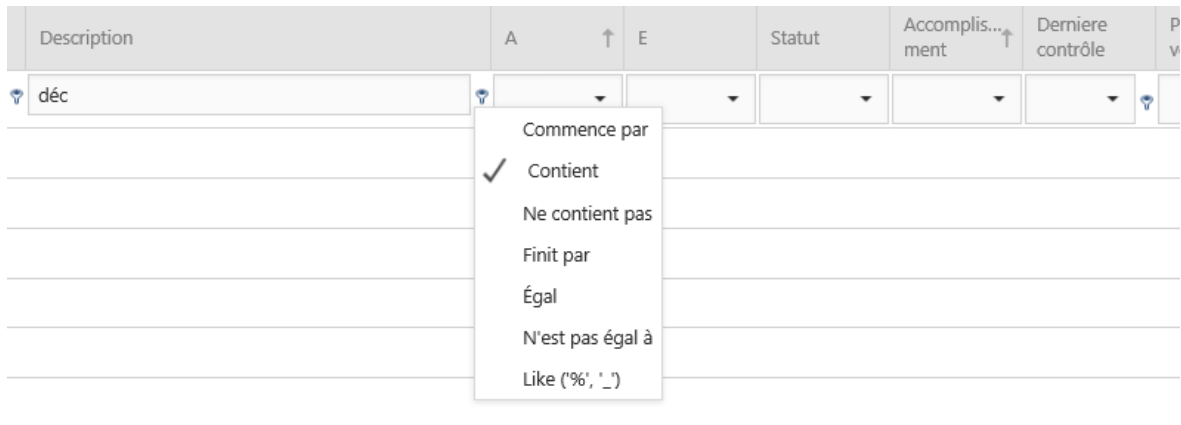 Description
A
E
Statut
Accomplis...
ment
Derniere
contrôle
P
v
déc
Commence par
Contient
Ne contient pas
Finit par
Égal
N'est pas égal à
Like ('%', '_')